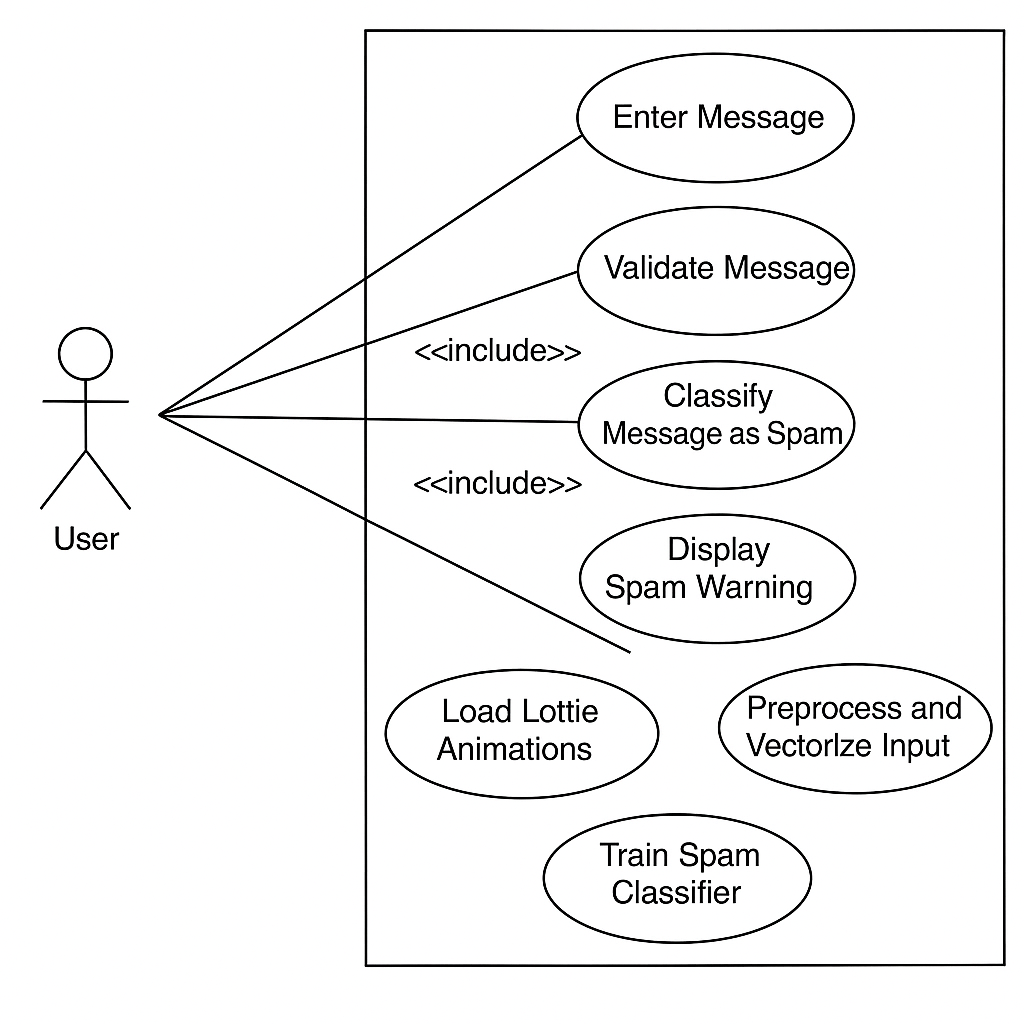 Enter Message
Validate Message
<<include>>
Classify
Message as Spam
<<include>>
User
Display
Spam Warning
Load Lottie
Animations
Preprocess and
Vectorlze Input
Train Spam
Classifier